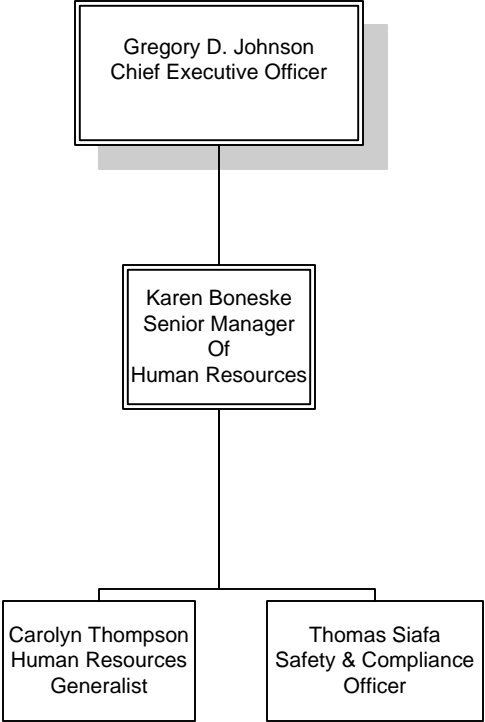 Gregory D. Johnson
Chief Executive Officer
Karen Boneske
Senior Manager
Of
Human Resources
Carolyn Thompson
Human Resources
Generalist
Thomas Siafa
Safety & Compliance
Officer